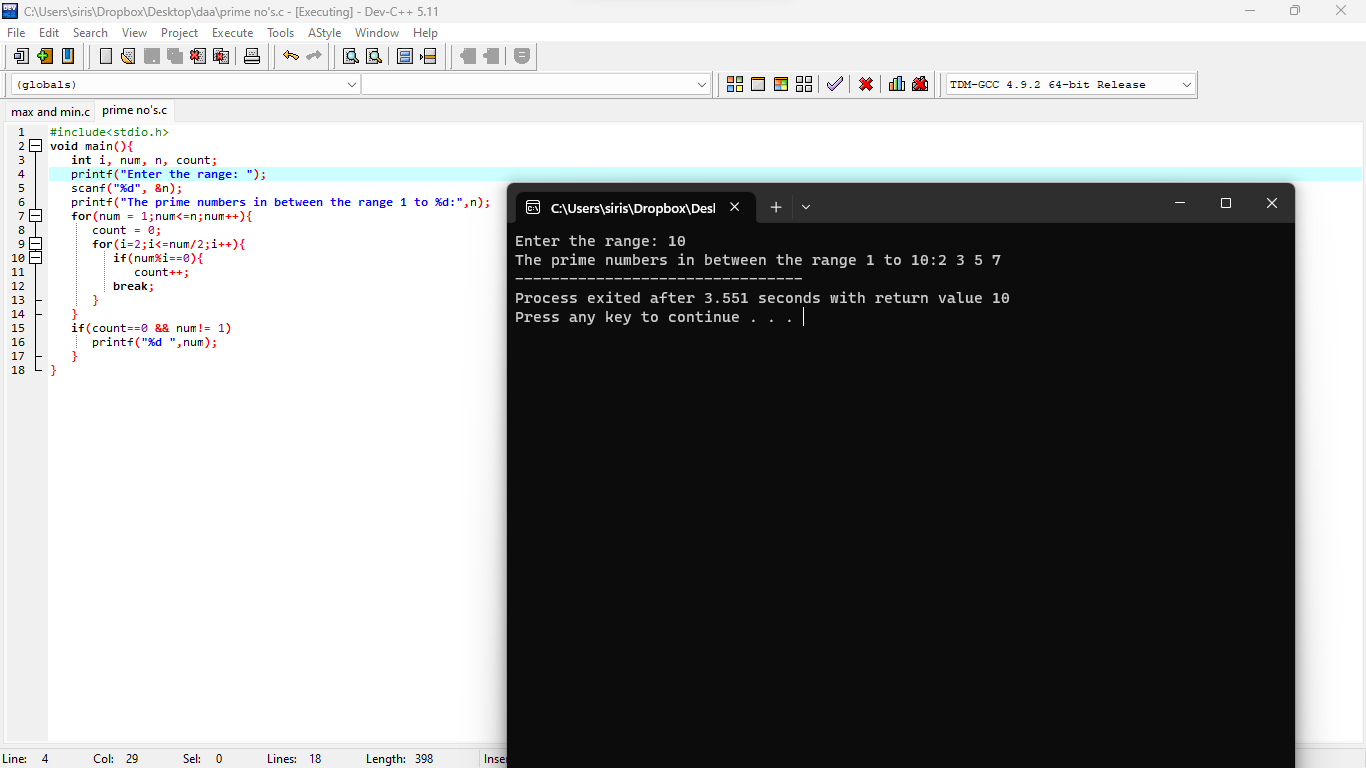 C:\Users\siris\Dropbox\Desktop\daa\prime no's.c - [Executing] - Dev-C++ 5.11
File Edit Search View Project Execute Tools AStyle Window Help
(globals)
TDM-GCC 4.9.2 64-bit Release
max and min.c prime no's.c
1 #include<stdio.h>
2 void main(){
3 int i, num, n, count;
4 printf("Enter the range: ");
5 scanf("%d", &n);
6 printf("The prime numbers in between the range 1 to %d:",n);
7 for(num = 1;num<=n;num++){
8 count = 0;
9 for(i=2;i<=num/2;i++){
10 if(num%i==0){
11 count++;
12 break;
13 }
14 }
15 if(count==0 && num!= 1)
16 printf("%d ",num);
17 }
18 }
C:\Users\siris\Dropbox\Desl
Enter the range: 10
The prime numbers in between the range 1 to 10:2 3 5 7
--------------------------------
Process exited after 3.551 seconds with return value 10
Press any key to continue . . .
Line: 4 Col: 29 Sel: 0 Lines: 18 Length: 398